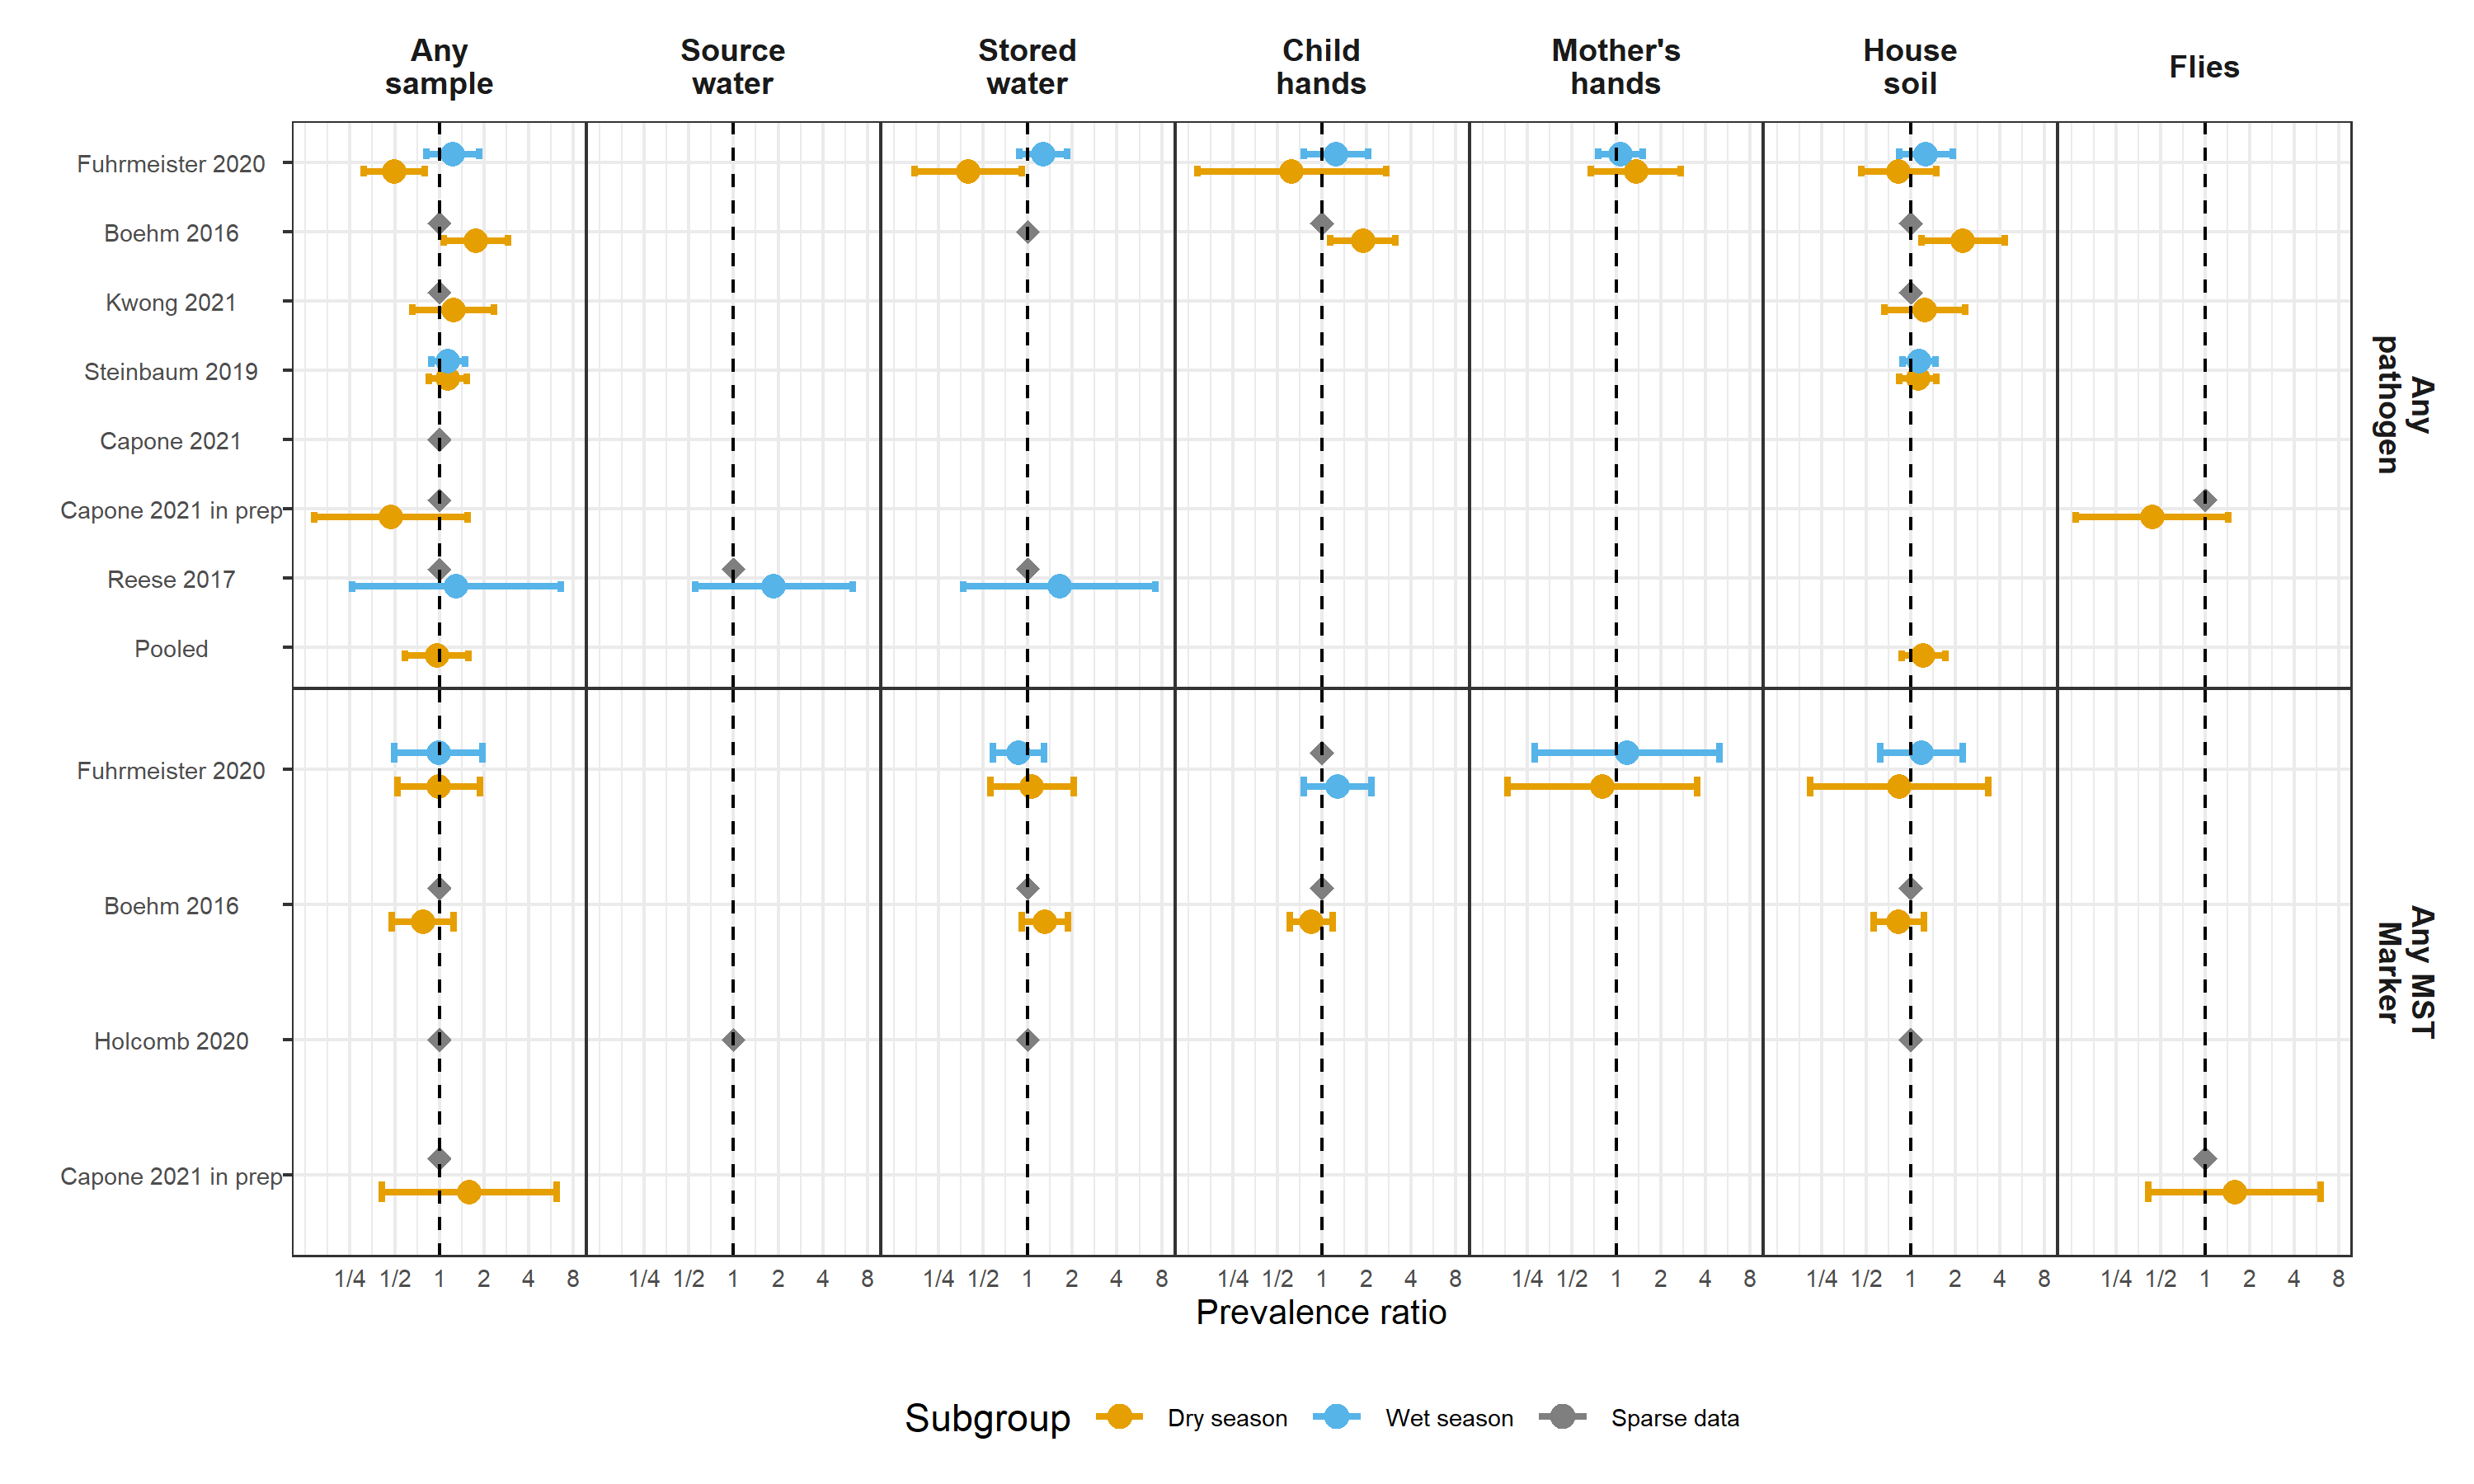 Any
sample
Source
water
Stored
water
Child
hands
Mother's
hands
House
soil
Flies
Fuhrmeister 2020
Boehm 2016
Kwong 2021
Steinbaum 2019
Capone 2021
Capone 2021 in prep
Reese 2017
Pooled
Any
pathogen
Fuhrmeister 2020
Boehm 2016
Holcomb 2020
Capone 2021 in prep
Any MST
Marker
1/4 1/2 1 2 4 8
1/4 1/2 1 2 4 8
1/4 1/2 1 2 4 8
1/4 1/2 1 2 4 8
1/4 1/2 1 2 4 8
1/4 1/2 1 2 4 8
1/4 1/2 1 2 4 8
Prevalence ratio
Subgroup Dry season Wet season Sparse data